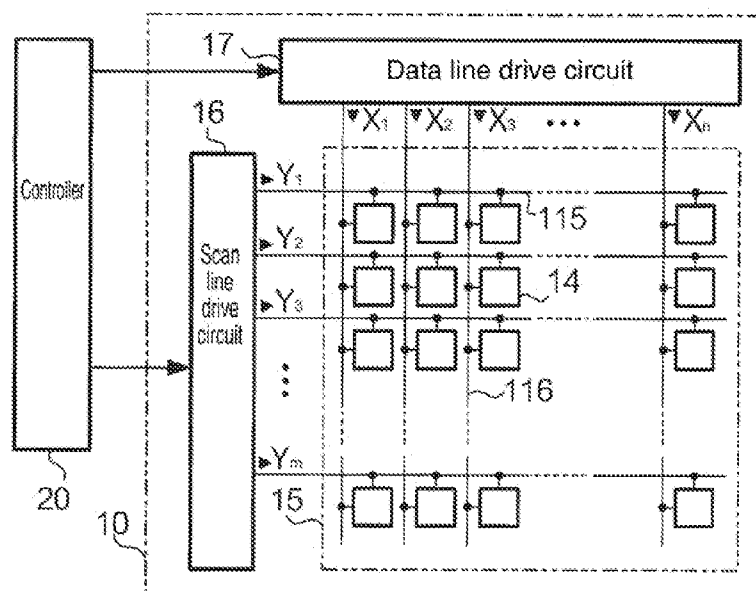 17
Data line drive circuit
X1 X2 X3 ••• Xn
16
Controller
Scan line drive circuit
Y1
115
Y2
14
Y3
•••
116
Ym
20
15
10